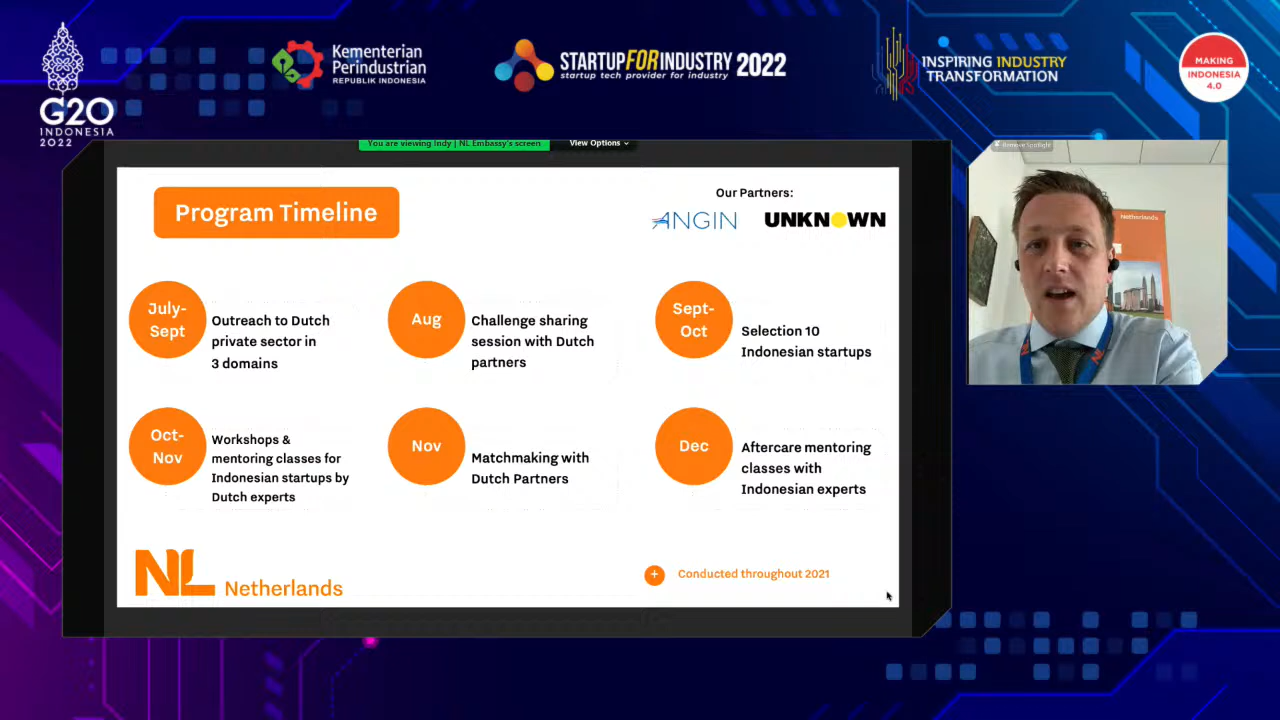 G20
INDONESIA
2022
Kementerian
Perindustrian
REPUBLIK INDONESIA
STARTUPFORINDUSTRY 2022
startup tech provider for industry
INSPIRING INDUSTRY
TRANSFORMATION
MAKING
INDONESIA
4.0
You are viewing Indy | NL Embassy's screen
View Options
Remove Spotlight
Netherlands
Program Timeline
Our Partners:
ANGIN
UNKNOWN
July-
Sept
Outreach to Dutch
private sector in
3 domains
Aug
Challenge sharing
session with Dutch
partners
Sept-
Oct
Selection 10
Indonesian startups
Oct-
Nov
Workshops &
mentoring classes for
Indonesian startups by
Dutch experts
Nov
Matchmaking with
Dutch Partners
Dec
Aftercare mentoring
classes with
Indonesian experts
NL Netherlands
+ Conducted throughout 2021